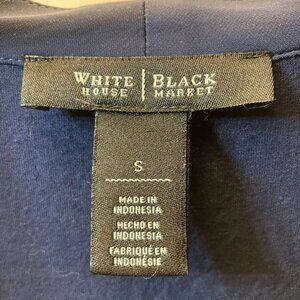 WHITE HOUSE | BLACK MARKET
S
MADE IN
INDONESIA
HECHO EN
INDONESIA
FABRIQUÉ EN
INDONÉSIE